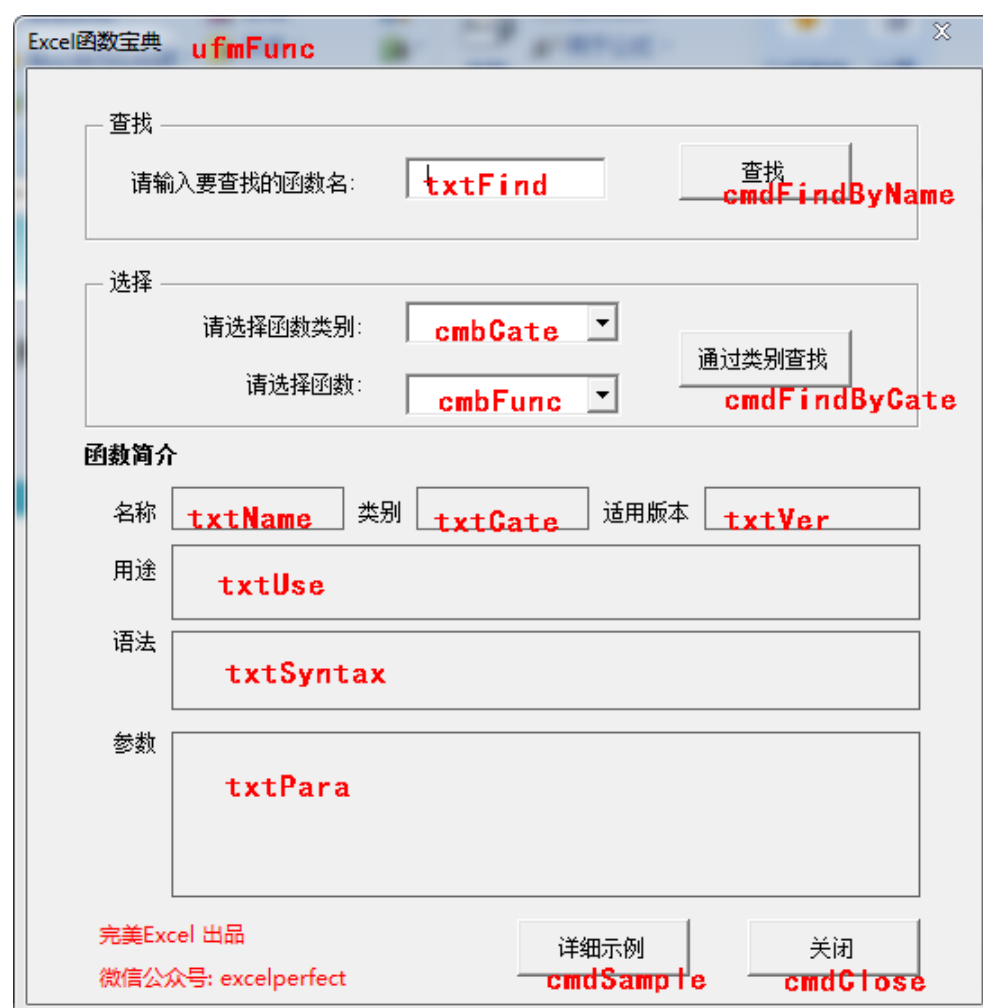 Excel函数宝典 ufmFunc
查找
请输入要查找的函数名: txtFind 查找
cmdFindByName
选择
请选择函数类别: cmbCate
通过类别查找
请选择函数: cmbFunc cmdFindByCate
函数简介
名称 txtName 类别 txtCate 适用版本 txtVer
用途 txtUse
语法 txtSyntax
参数 txtPara
完美Excel 出品
微信公众号: excelperfect
详细示例 关闭
cmdSample cmdClose